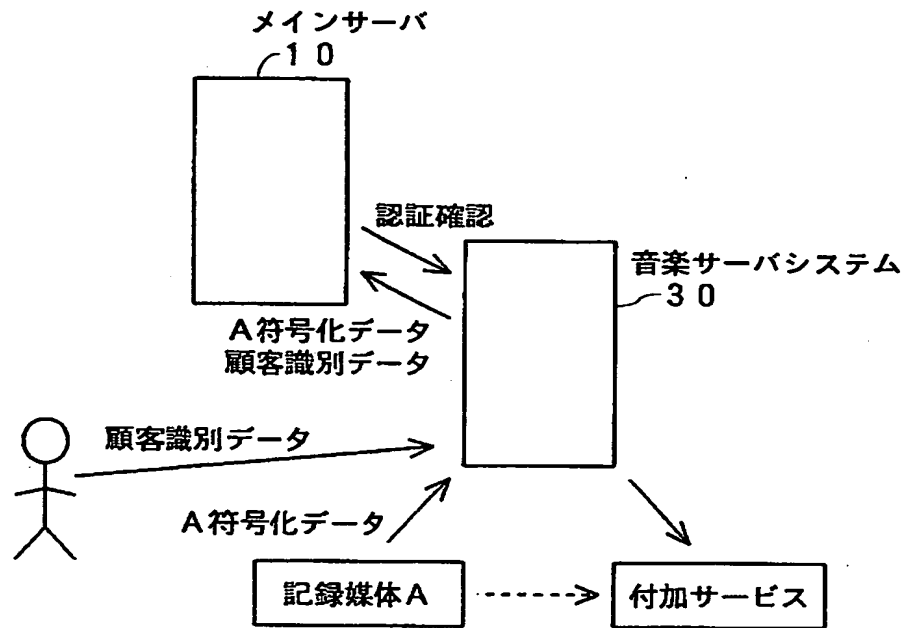 メインサーバ
１０
認証確認
音楽サーバシステム
３０
A符号化データ
顧客識別データ
顧客識別データ
A符号化データ
記録媒体A
付加サービス